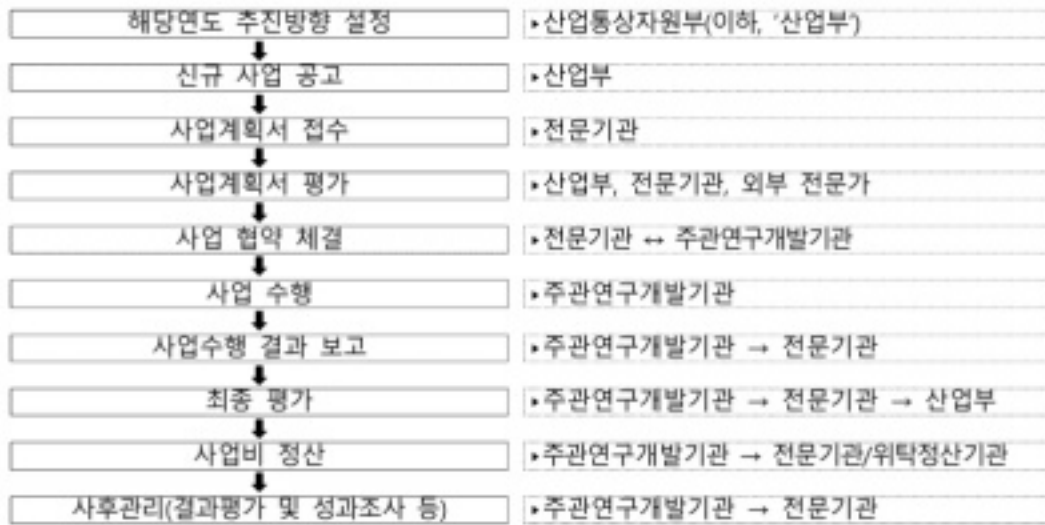 해당연도 추진방향 설정 ▸산업통상자원부(이하, '산업부')
신규 사업 공고 ▸산업부
사업계획서 접수 ▸전문기관
사업계획서 평가 ▸산업부, 전문기관, 외부 전문가
사업 협약 체결 ▸전문기관 ↔ 주관연구개발기관
사업 수행 ▸주관연구개발기관
사업수행 결과 보고 ▸주관연구개발기관 → 전문기관
최종 평가 ▸주관연구개발기관 → 전문기관 → 산업부
사업비 정산 ▸주관연구개발기관 → 전문기관/위탁정산기관
사후관리(결과평가 및 성과조사 등) ▸주관연구개발기관 → 전문기관